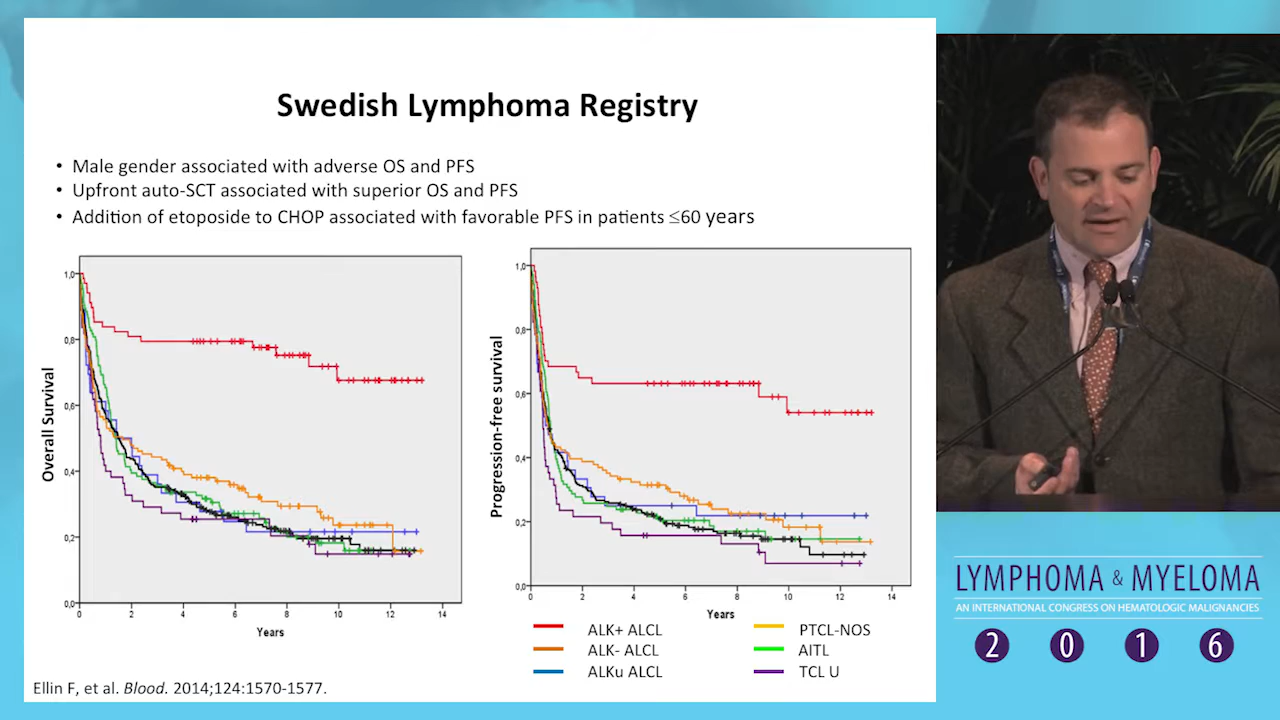 Swedish Lymphoma Registry
• Male gender associated with adverse OS and PFS
• Upfront auto-SCT associated with superior OS and PFS
• Addition of etoposide to CHOP associated with favorable PFS in patients ≤60 years
Overall Survival
1,0
0,8
0,6
0,4
0,2
0,0
0 2 4 6 8 10 12 14
Years
Progression-free survival
1,0
0,8
0,6
0,4
0,2
0,0
0 2 4 6 8 10 12 14
Years
ALK+ ALCL
ALK- ALCL
ALKu ALCL
PTCL-NOS
AITL
TCL U
Ellin F, et al. Blood. 2014;124:1570-1577.
LYMPHOMA & MYELOMA
AN INTERNATIONAL CONGRESS ON HEMATOLOGIC MALIGNANCIES
2 0 1 6